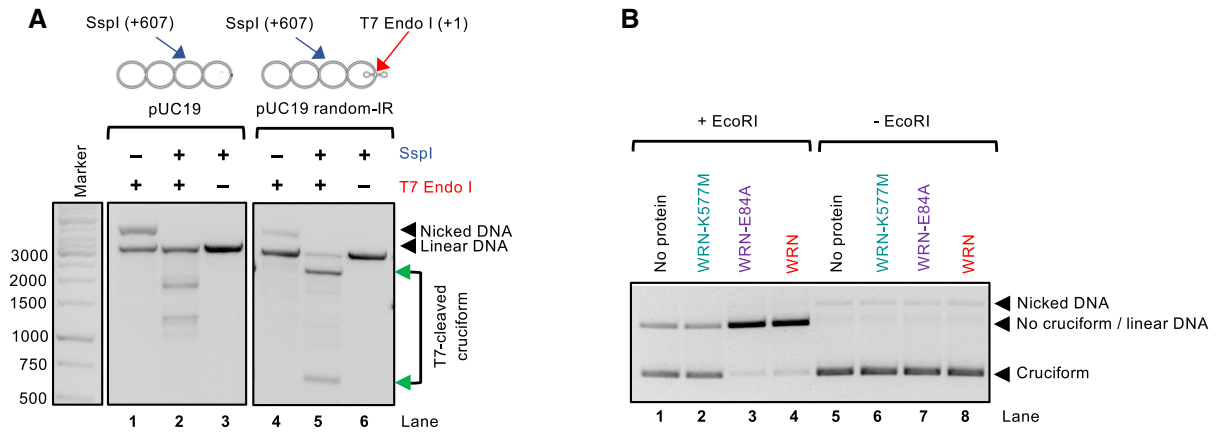 A
SspI (+607)
SspI (+607)
T7 Endo I (+1)
pUC19
pUC19 random-IR
Marker
– + + – + + SspI
+ + – + + – T7 Endo I
Nicked DNA
Linear DNA
3000
2000
1500
1000
750
500
T7-cleaved
cruciform
1 2 3 4 5 6 Lane
B
+ EcoRI
- EcoRI
No protein
WRN-K577M
WRN-E84A
WRN
No protein
WRN-K577M
WRN-E84A
WRN
Nicked DNA
No cruciform / linear DNA
Cruciform
1 2 3 4 5 6 7 8 Lane